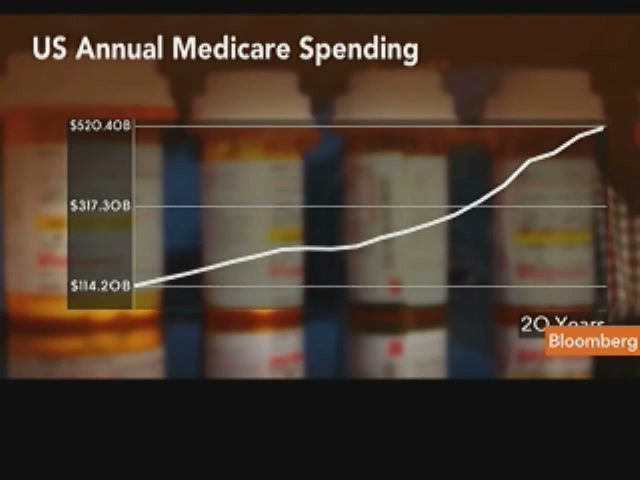 US Annual Medicare Spending
$520.40B
$317.30B
$114.20B
20 Years
Bloomberg